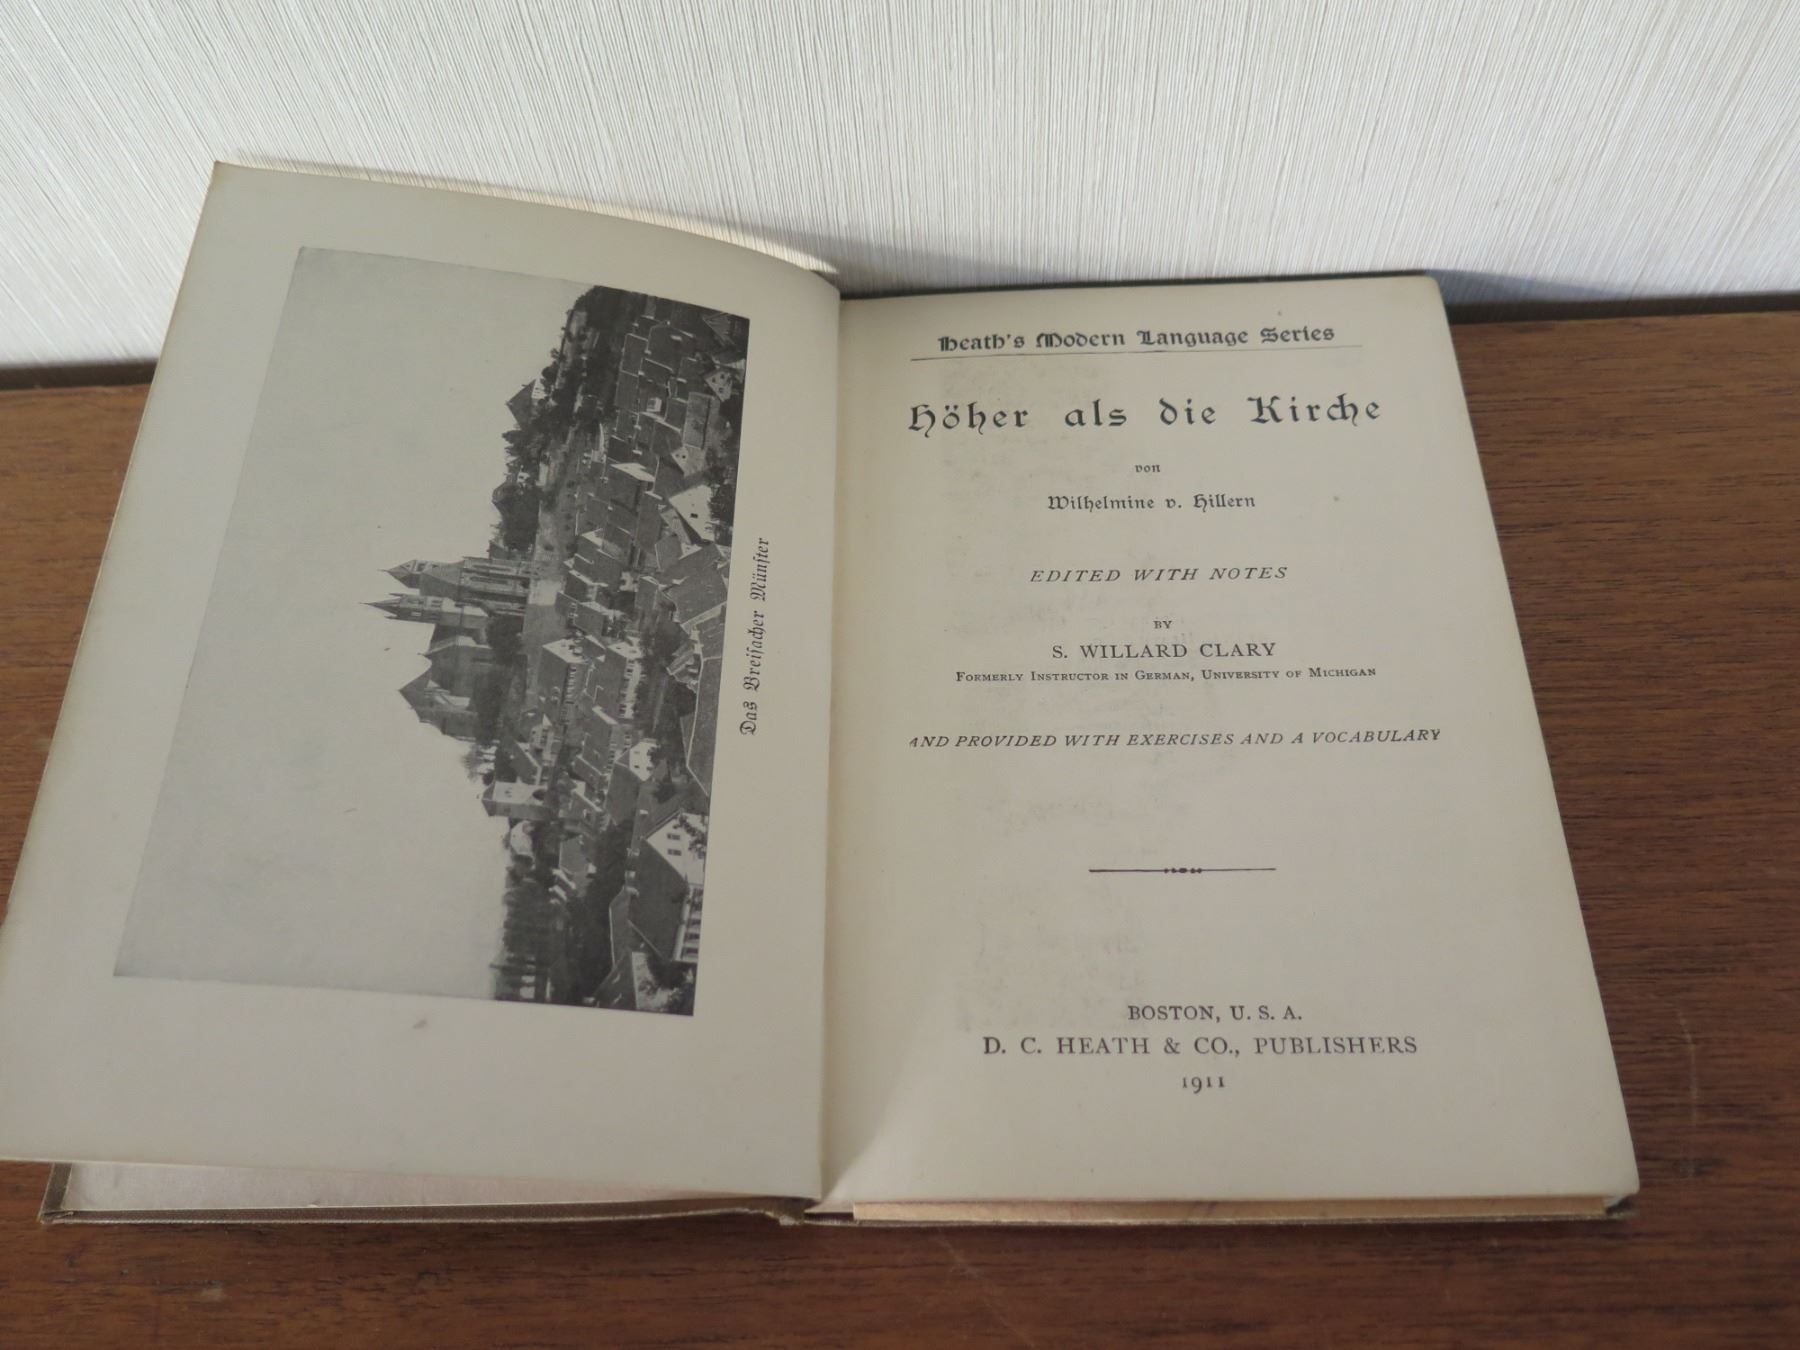 Das Breisacher Münster
Heath's Modern Language Series
Höher als die Kirche
von
Wilhelmine v. Hillern
EDITED WITH NOTES
BY
S. WILLARD CLARY
FORMERLY INSTRUCTOR IN GERMAN, UNIVERSITY OF MICHIGAN
AND PROVIDED WITH EXERCISES AND A VOCABULARY
BOSTON, U. S. A.
D. C. HEATH & CO., PUBLISHERS
1911